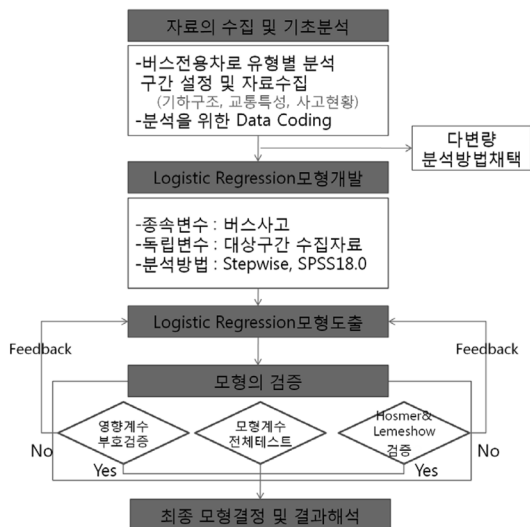 자료의 수집 및 기초분석
-버스전용차로 유형별 분석
구간 설정 및 자료수집
(기하구조, 교통특성, 사고현황)
-분석을 위한 Data Coding
다변량
분석방법채택
Logistic Regression모형개발
-종속변수 : 버스사고
-독립변수 : 대상구간 수집자료
-분석방법 : Stepwise, SPSS18.0
Logistic Regression모형도출
Feedback
Feedback
모형의 검증
영향계수
부호검증
모형계수
전체테스트
Hosmer&
Lemeshow
검증
No
No
Yes
Yes
최종 모형결정 및 결과해석